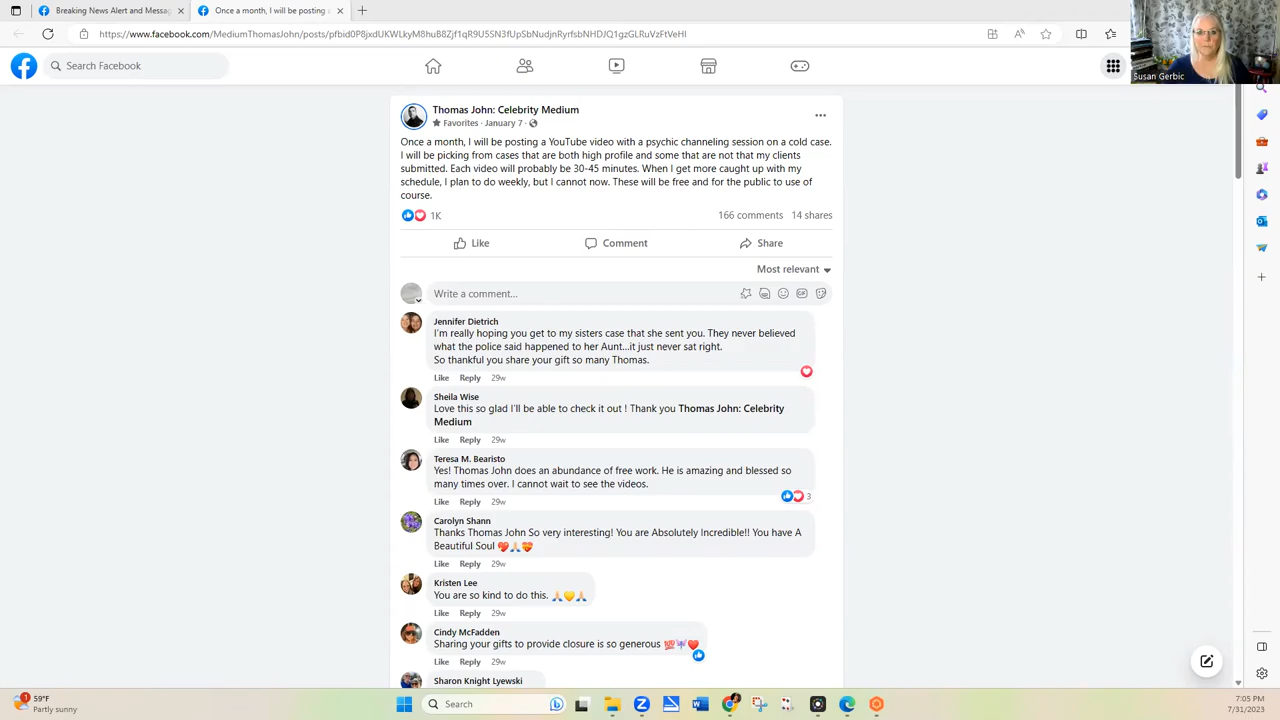 Breaking News Alert and Messag
Once a month, I will be posting a
https://www.facebook.com/MediumThomasJohn/posts/
Susan Gerbic
Search Facebook
Thomas John: Celebrity Medium
Favorites · January 7 ·
Once a month, I will be posting a YouTube video with a psychic channeling session on a cold case.
I will be picking from cases that are both high profile and some that are not that my clients
submitted. Each video will probably be 30-45 minutes. When I get more caught up with my
schedule, I plan to do weekly, but I cannot now. These will be free and for the public to use of
course.
1K
166 comments 14 shares
Like Comment Share
Most relevant
Write a comment...
Jennifer Dietrich
I'm really hoping you get to my sisters case that she sent you. They never believed
what the police said happened to her Aunt...it just never sat right.
So thankful you share your gift so many Thomas.
Like Reply 29w
Sheila Wise
Love this so glad I'll be able to check it out ! Thank you Thomas John: Celebrity
Medium
Like Reply 29w
Teresa M. Bearisto
Yes! Thomas John does an abundance of free work. He is amazing and blessed so
many times over. I cannot wait to see the videos.
3
Like Reply 29w
Carolyn Shann
Thanks Thomas John So very interesting! You are Absolutely Incredible!! You have A
Beautiful Soul 💖🙏💝
Like Reply 29w
Kristen Lee
You are so kind to do this. 🙏💛🙏
Like Reply 29w
Cindy McFadden
Sharing your gifts to provide closure is so generous 💯
Like Reply 29w
Sharon Knight Lyewski
59°F
Partly sunny
Search
7:05 PM
7/31/2023